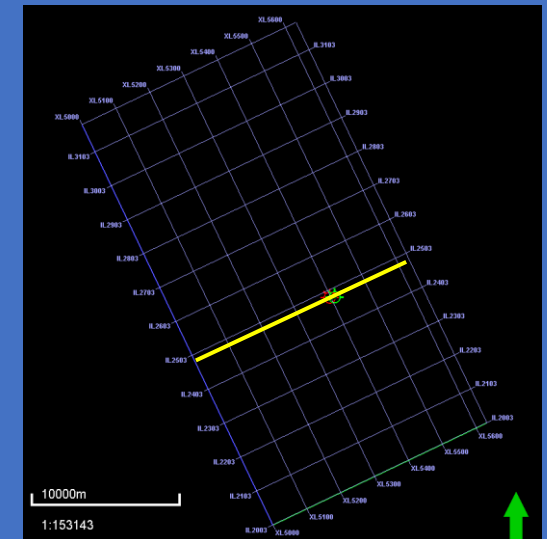 XL5600
XL5500
IL3103
XL5400
XL5300
IL3003
XL5200
XL5100
IL2903
XL5000
IL2803
IL3103
IL2703
IL3003
IL2603
IL2903
IL2503
IL2803
IL2403
IL2703
IL2303
IL2603
IL2203
IL2503
IL2103
IL2403
IL2003
IL2303
XL5600
XL5500
IL2203
XL5400
XL5300
IL2103
10000m
XL5200
XL5100
1:153143
IL2003 XL5000